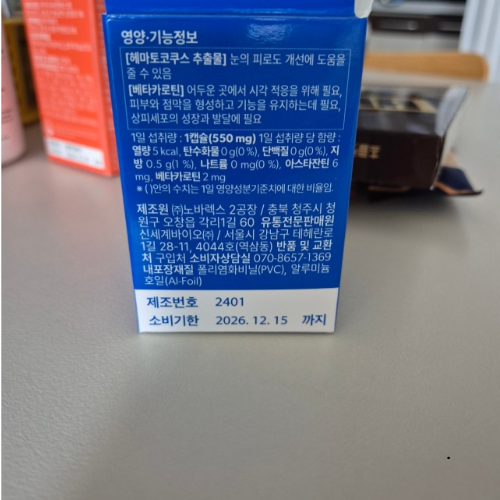 영양·기능정보
[헤마토코쿠스 추출물] 눈의 피로도 개선에 도움을
줄 수 있음
[베타카로틴] 어두운 곳에서 시각 적응을 위해 필요,
피부와 점막을 형성하고 기능을 유지하는데 필요,
상피세포의 성장과 발달에 필요
1일 섭취량 : 1캡슐(550 mg) 1일 섭취량 당 함량 :
열량 5 kcal, 탄수화물 0 g(0 %), 단백질 0 g(0 %), 지
방 0.5 g(1 %), 나트륨 0 mg(0 %), 아스타잔틴 6
mg, 베타카로틴 2 mg
※ ( )안의 수치는 1일 영양성분기준치에 대한 비율임.
제조원 ㈜노바렉스 2공장 / 충북 청주시 청
원구 오창읍 각리1길 60 유통전문판매원
신세계바이오㈜ / 서울시 강남구 테헤란로
1길 28-11, 4044호(역삼동) 반품 및 교환
처 구입처 소비자상담실 070-8657-1369
내포장재질 폴리염화비닐(PVC), 알루미늄
호일(Al-Foil)
제조번호 2401
소비기한 2026. 12. 15 까지